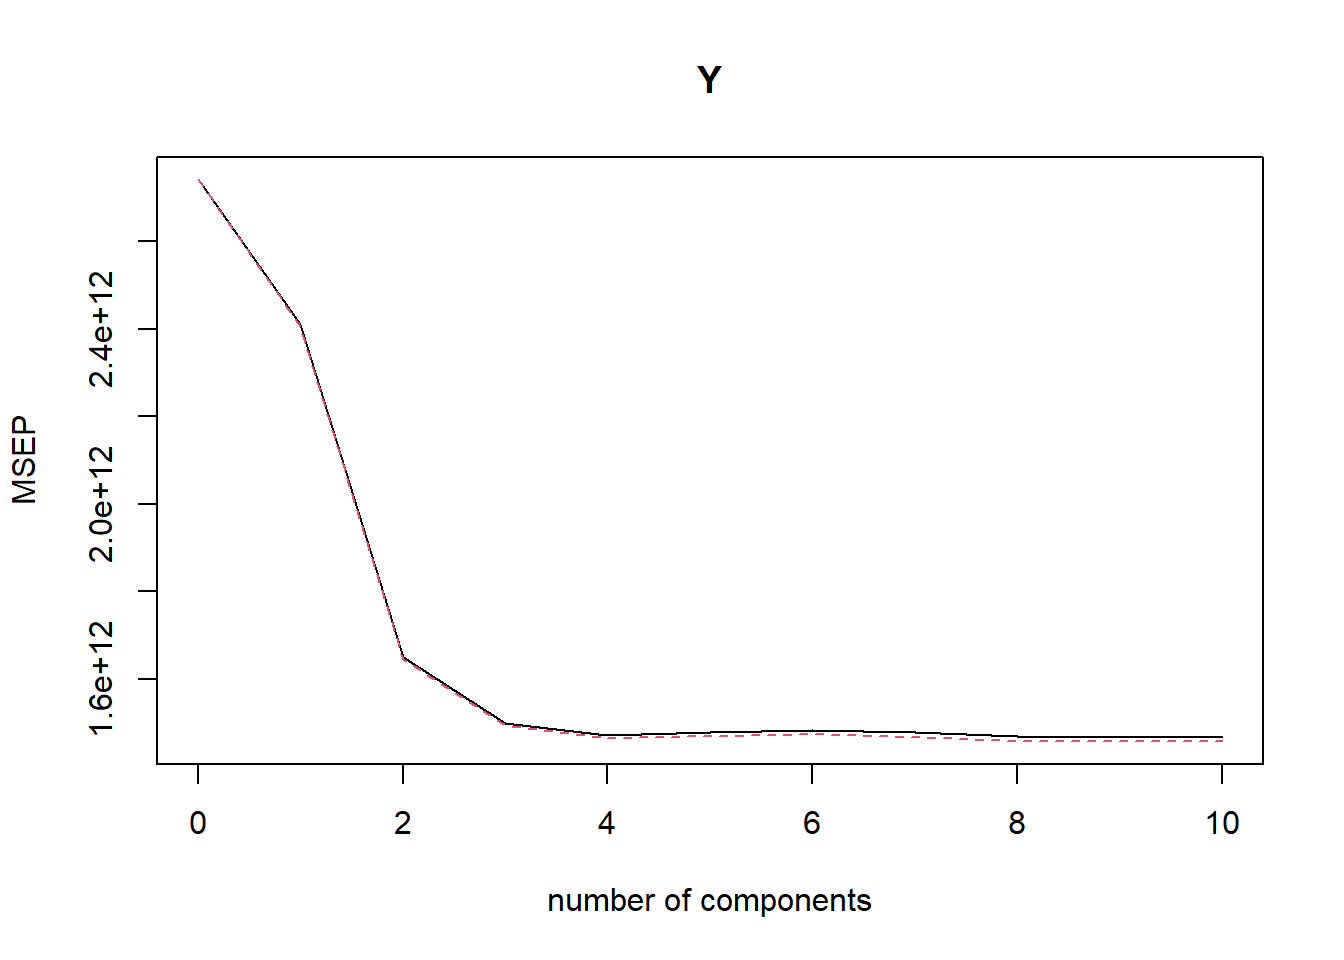 Y
MSEP
2.4e+12
2.0e+12
1.6e+12
0 2 4 6 8 10
number of components